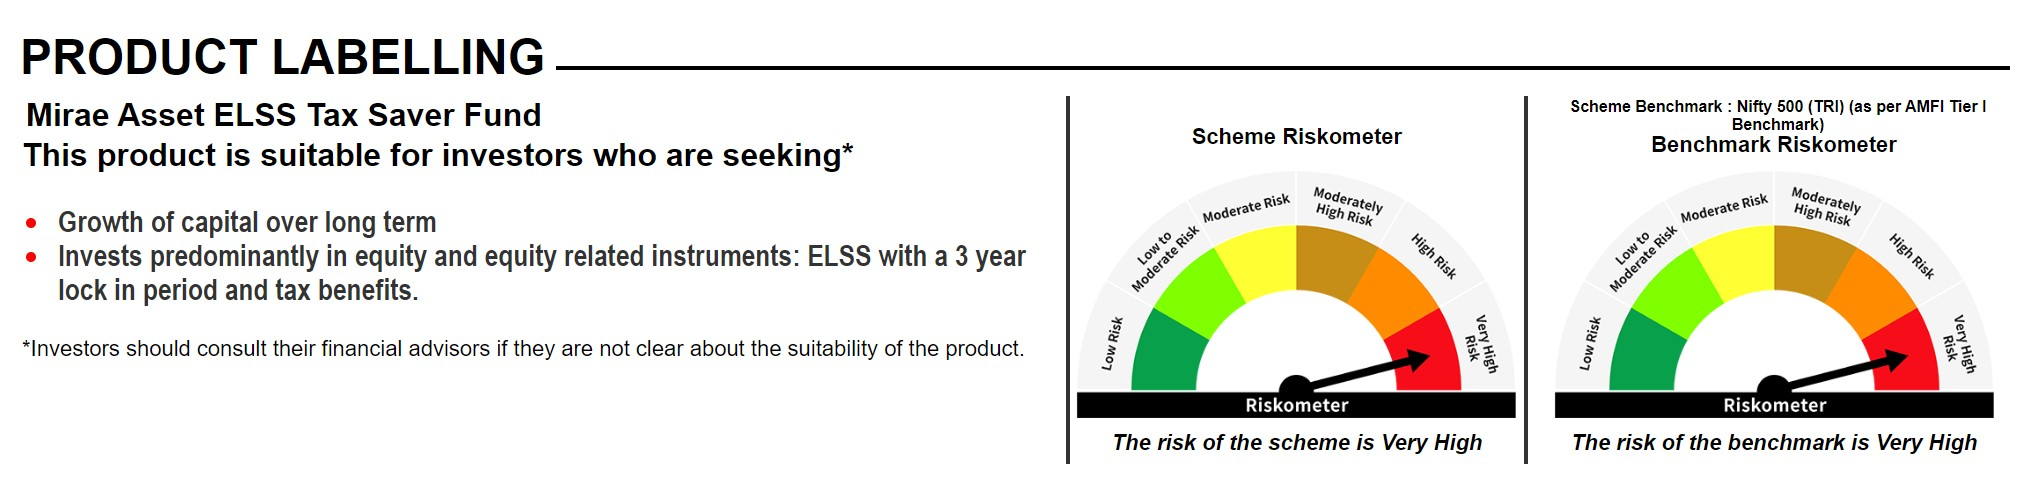 PRODUCT LABELLING
Mirae Asset ELSS Tax Saver Fund
This product is suitable for investors who are seeking*
• Growth of capital over long term
• Invests predominantly in equity and equity related instruments: ELSS with a 3 year
lock in period and tax benefits.
*Investors should consult their financial advisors if they are not clear about the suitability of the product.
Scheme Riskometer
Low Risk
Low to
Moderate Risk
Moderate Risk
Moderately
High Risk
High Risk
Very High
Risk
Riskometer
The risk of the scheme is Very High
Scheme Benchmark : Nifty 500 (TRI) (as per AMFI Tier I
Benchmark)
Benchmark Riskometer
Low Risk
Low to
Moderate Risk
Moderate Risk
Moderately
High Risk
High Risk
Very High
Risk
Riskometer
The risk of the benchmark is Very High